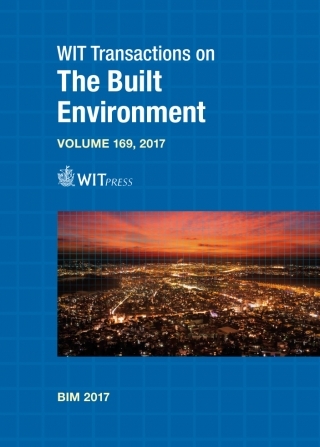 WIT Transactions on
The Built
Environment
VOLUME 169, 2017
WITPRESS
BIM 2017